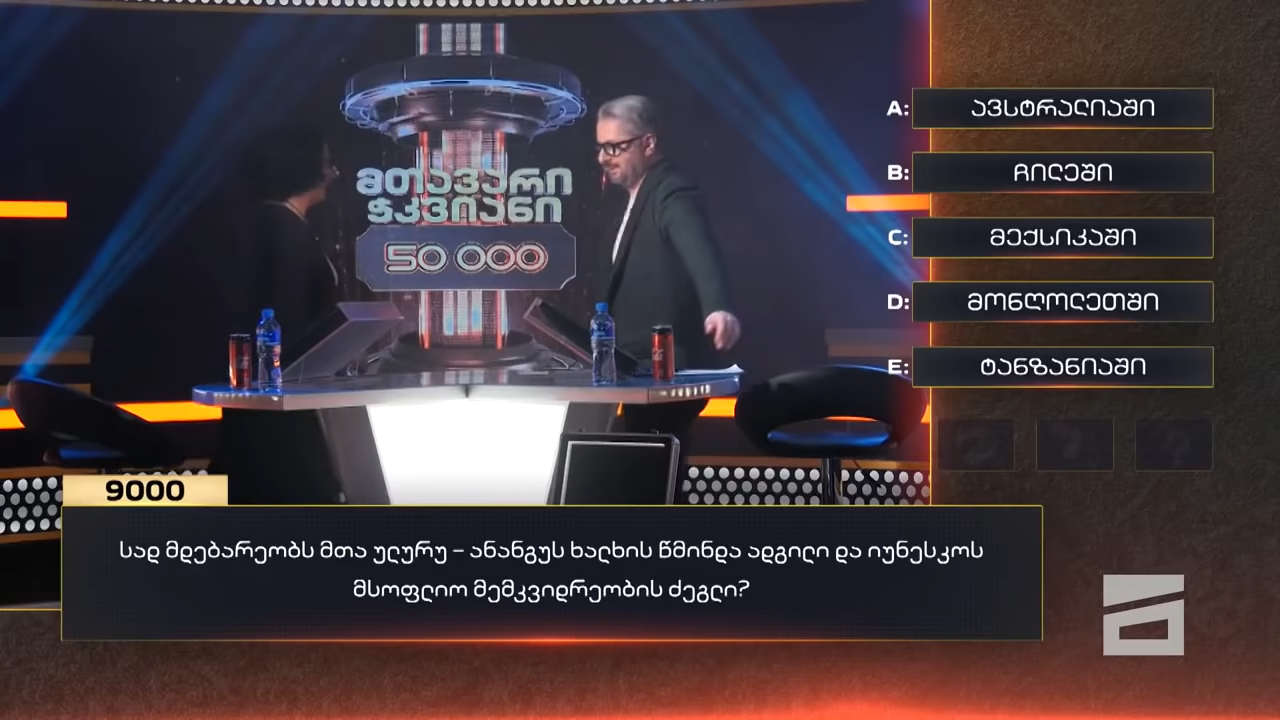 მთავარი
ჭკვიანი
50 000
A: ავსტრალიაში
B: ჩილეში
C: მექსიკაში
D: მონღოლეთში
E: ტანზანიაში
9000
სად მდებარეობს მთა ულურუ – ანანგუს ხალხის წმინდა ადგილი და იუნესკოს
მსოფლიო მემკვიდრეობის ძეგლი?